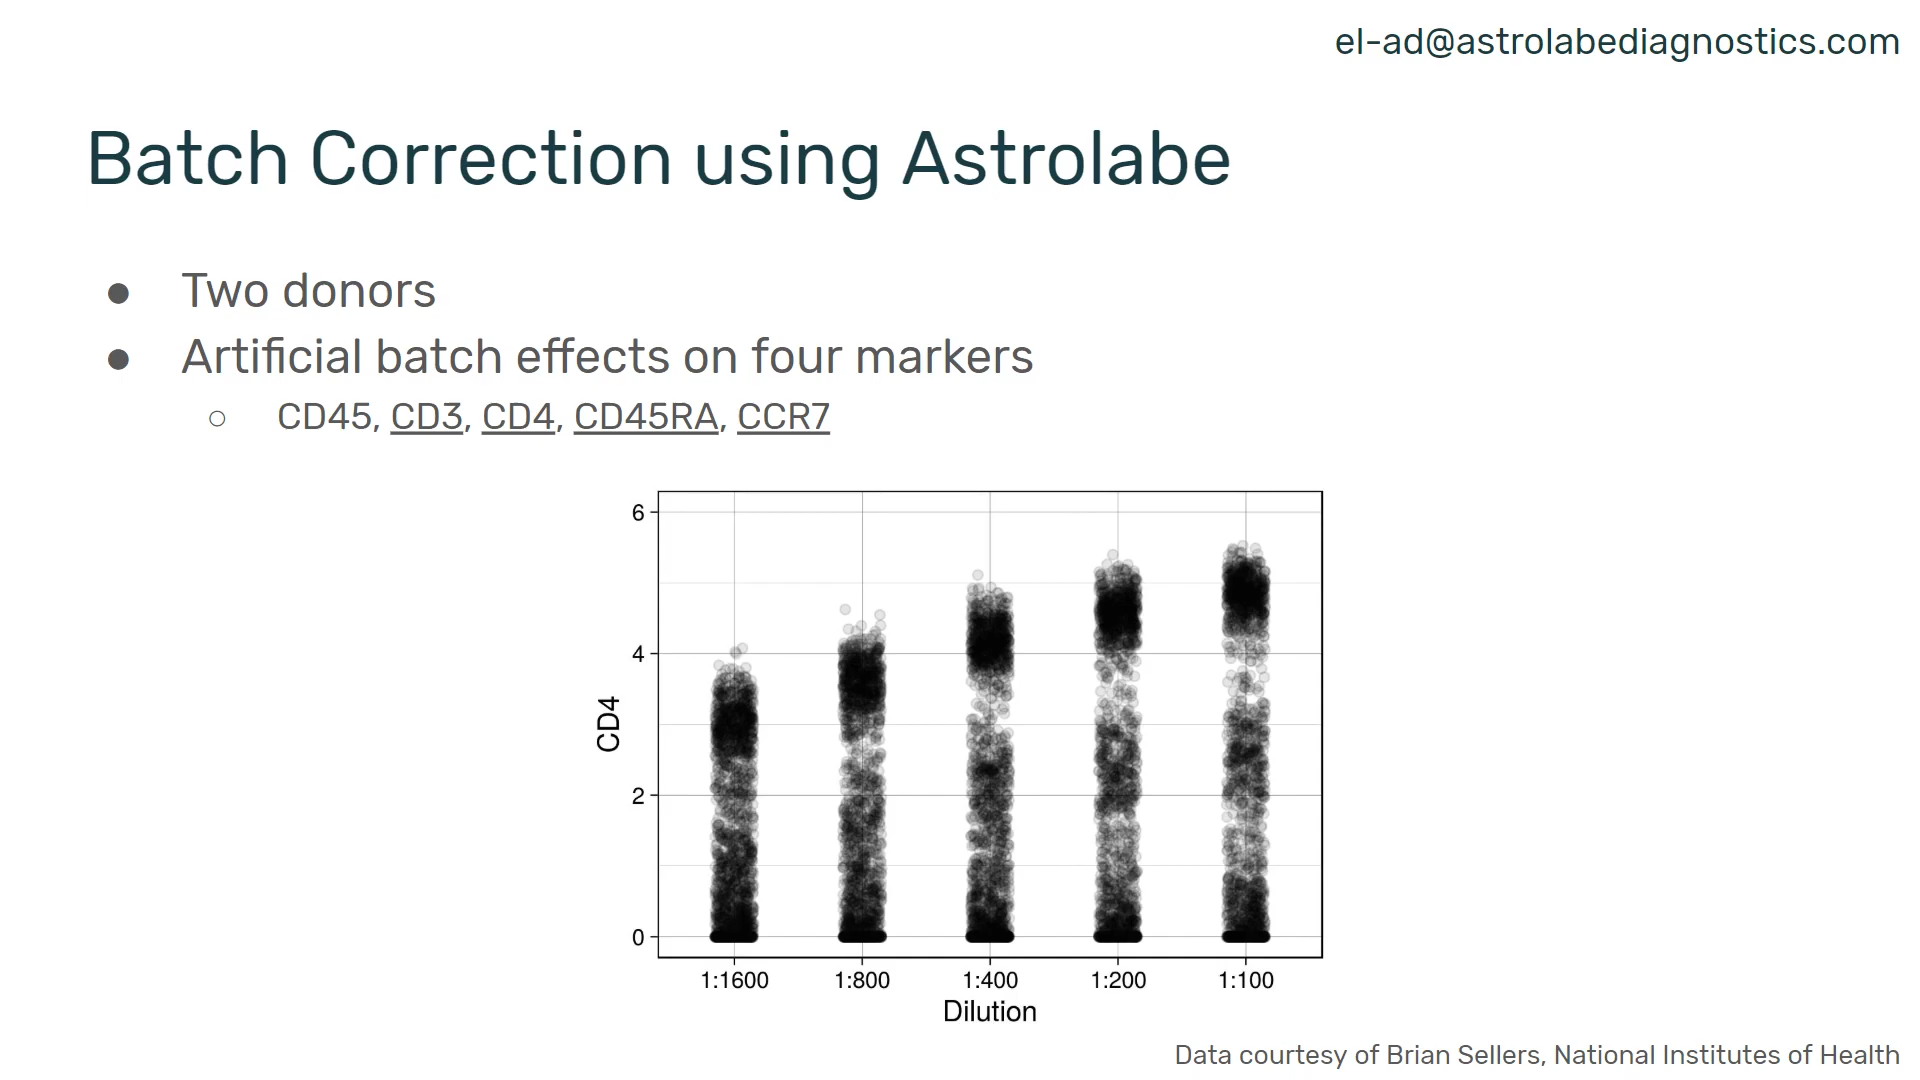 el-ad@astrolabediagnostics.com
Batch Correction using Astrolabe
● Two donors
● Artificial batch effects on four markers
○ CD45, CD3, CD4, CD45RA, CCR7
6
4
2
0
CD4
1:1600 1:800 1:400 1:200 1:100
Dilution
Data courtesy of Brian Sellers, National Institutes of Health